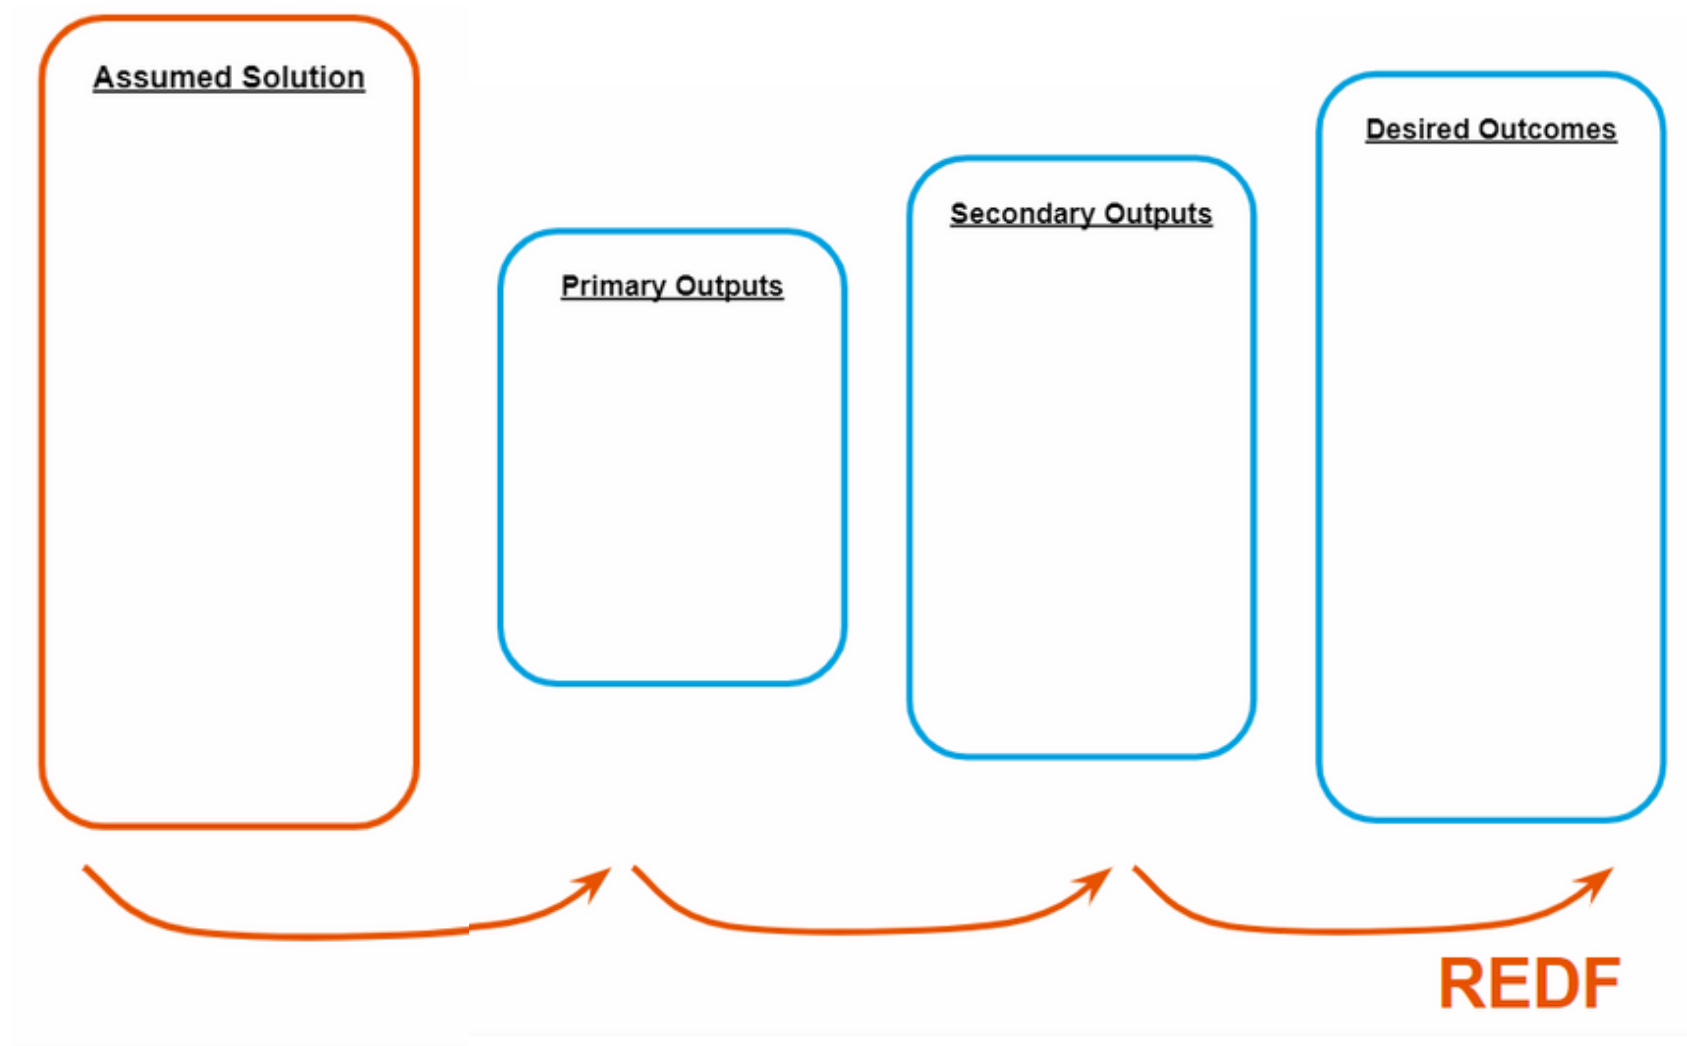 Assumed Solution
Primary Outputs
Secondary Outputs
Desired Outcomes
REDF